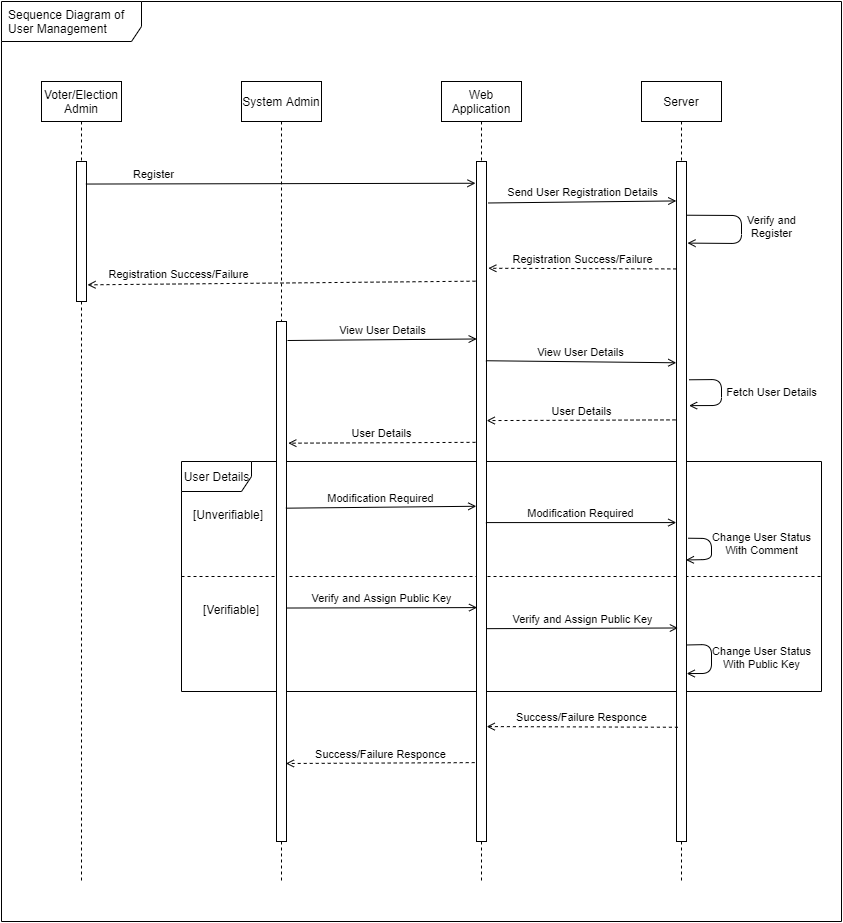 Sequence Diagram of
User Management
Voter/Election
Admin
System Admin
Web
Application
Server
Register
Send User Registration Details
Verify and
Register
Registration Success/Failure
Registration Success/Failure
View User Details
View User Details
Fetch User Details
User Details
User Details
User Details
Modification Required
[Unverifiable]
Modification Required
Change User Status
With Comment
Verify and Assign Public Key
[Verifiable]
Verify and Assign Public Key
Change User Status
With Public Key
Success/Failure Responce
Success/Failure Responce